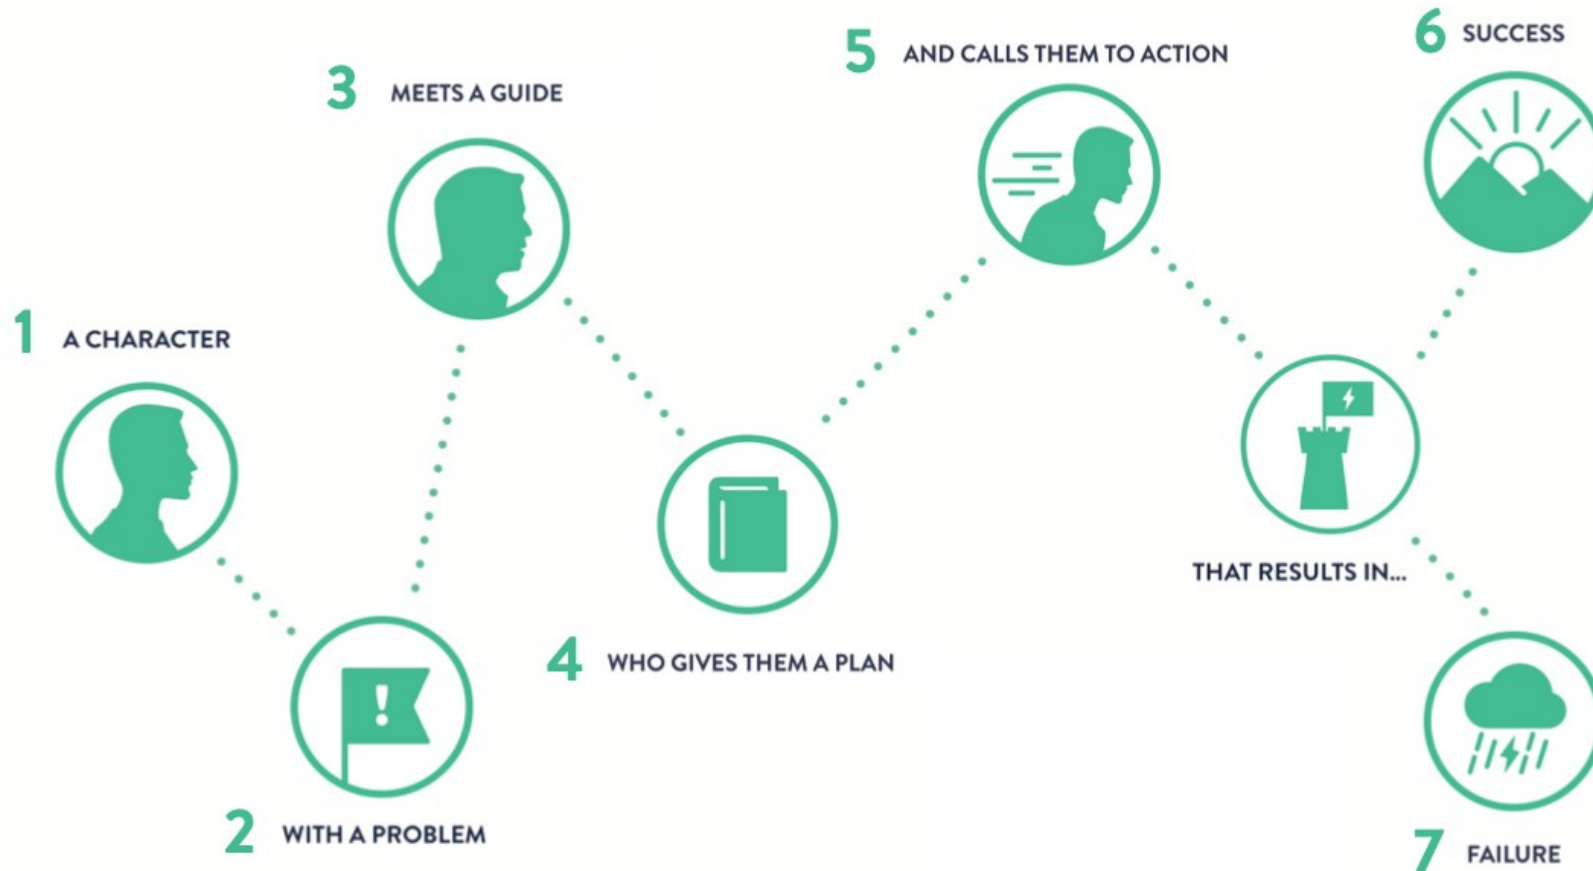 1 A CHARACTER
2 WITH A PROBLEM
3 MEETS A GUIDE
4 WHO GIVES THEM A PLAN
5 AND CALLS THEM TO ACTION
THAT RESULTS IN...
6 SUCCESS
7 FAILURE
!